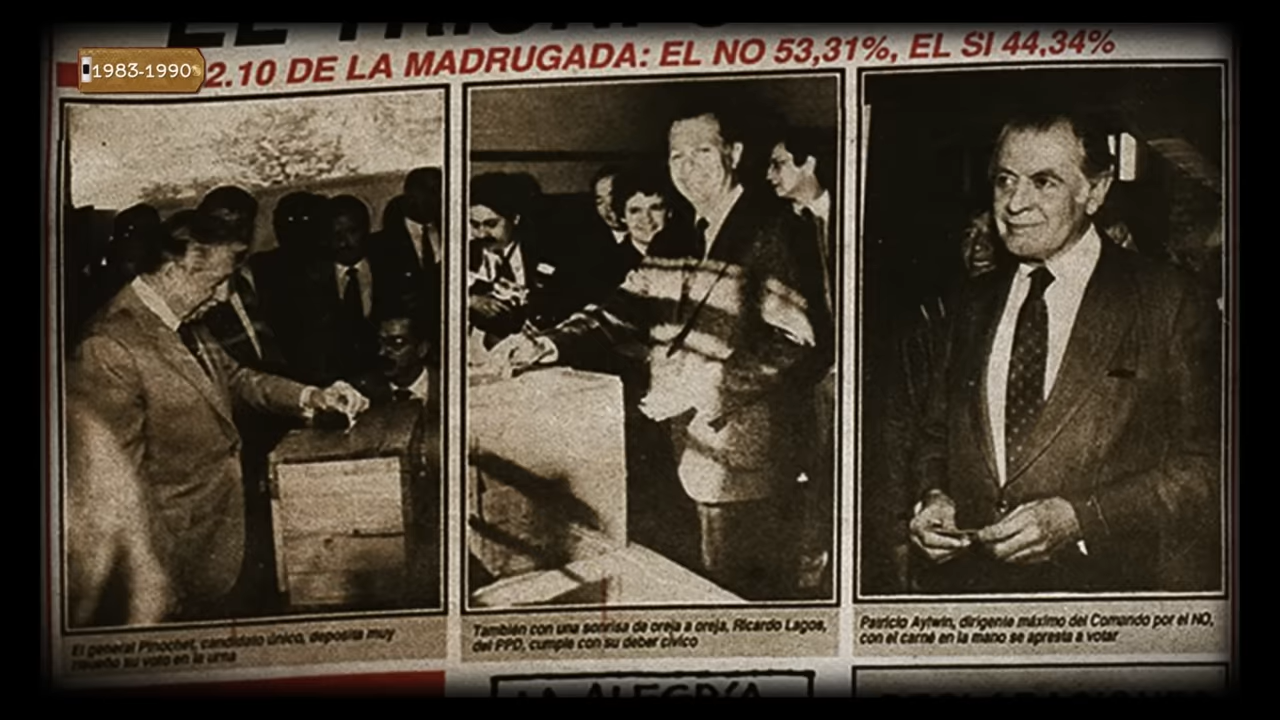 EL TRIUNFO
1983-1990
2.10 DE LA MADRUGADA: EL NO 53,31%, EL SI 44,34%
El general Pinochet, candidato único, deposita muy
risueño su voto en la urna
También con una sonrisa de oreja a oreja, Ricardo Lagos,
del PPD, cumple con su deber cívico
Patricio Aylwin, dirigente máximo del Comando por el NO,
con el carné en la mano se apresta a votar
LA ALEGRÍA
DECLARACIONES